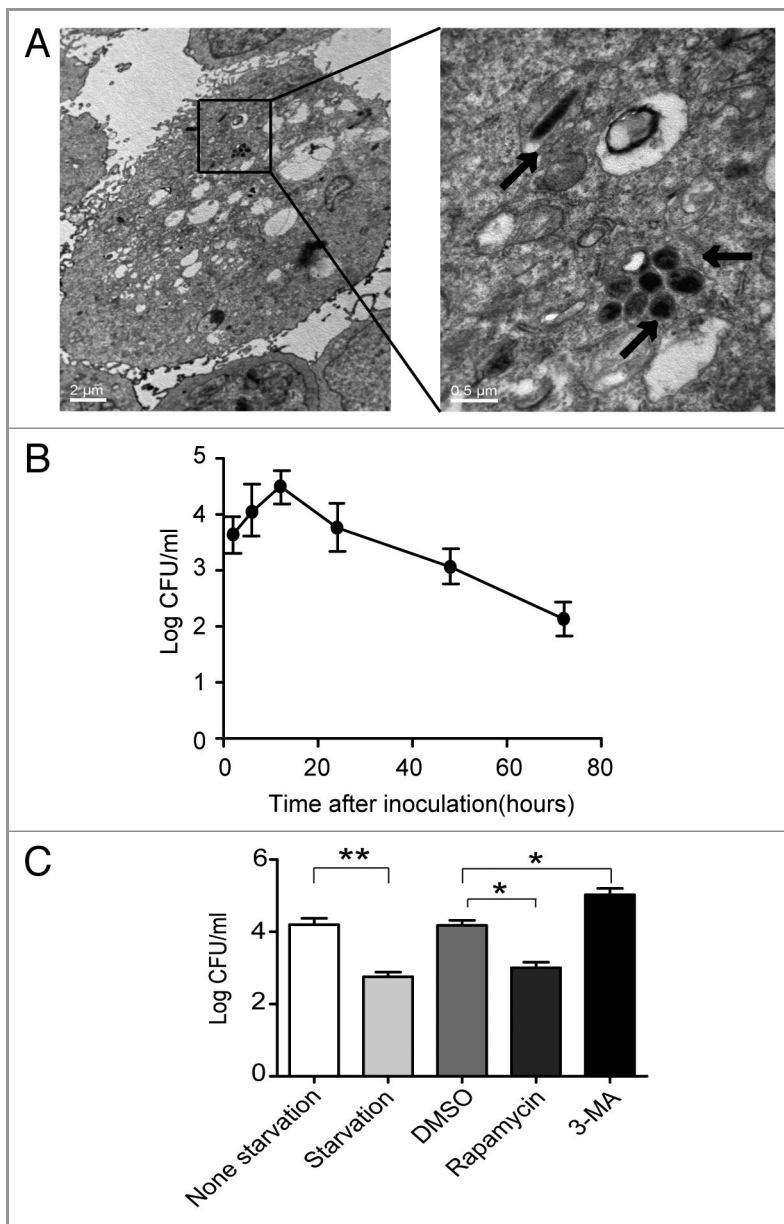 A
2 µm
0.5 µm
B
5
4
3
2
1
0
Log CFU/ml
0 20 40 60 80
Time after inoculation(hours)
C
6
4
2
0
Log CFU/ml
** * *
None starvation
Starvation
DMSO
Rapamycin
3-MA